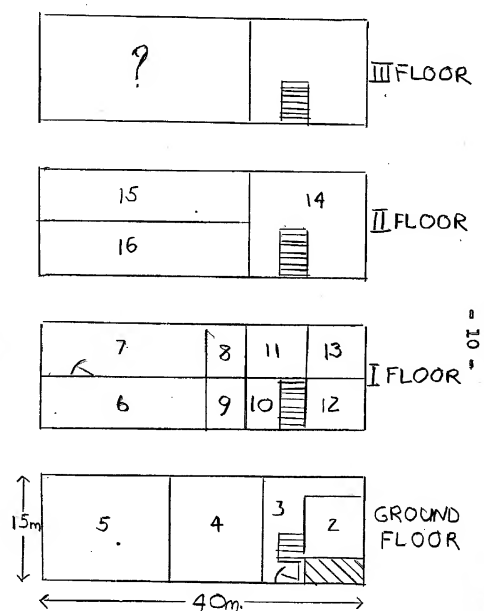 ?
III FLOOR
15
14
16
II FLOOR
7
8
11
13
6
9
10
12
I FLOOR
- 10 -
15m
5
4
3
2
GROUND
FLOOR
40m.